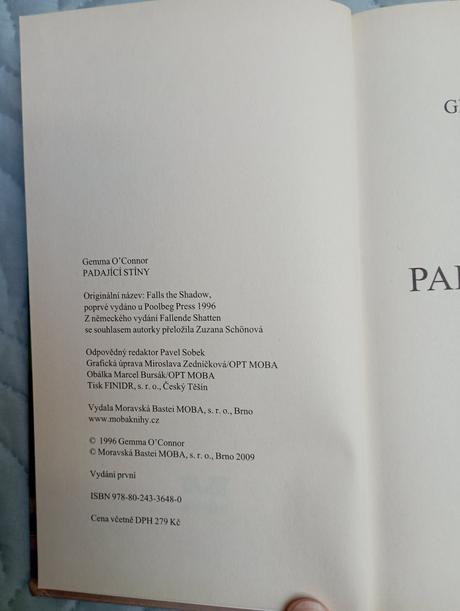 Gemma O'Connor
PADAJÍCÍ STÍNY
Originální název: Falls the Shadow,
poprvé vydáno u Poolbeg Press 1996
Z německého vydání Fallende Shatten
se souhlasem autorky přeložila Zuzana Schönová
Odpovědný redaktor Pavel Sobek
Grafická úprava Miroslava Zedničková/OPT MOBA
Obálka Marcel Bursák/OPT MOBA
Tisk FINIDR, s. r. o., Český Těšín
Vydala Moravská Bastei MOBA, s. r. o., Brno
www.mobaknihy.cz
© 1996 Gemma O'Connor
© Moravská Bastei MOBA, s. r. o., Brno 2009
Vydání první
ISBN 978-80-243-3648-0
Cena včetně DPH 279 Kč